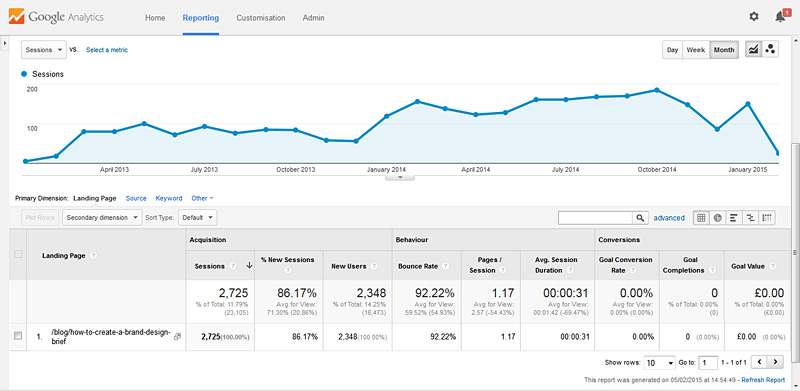 Google Analytics
Home Reporting Customisation Admin 1
Sessions VS. Select a metric Day Week Month
Sessions
200
100
April 2013 July 2013 October 2013 January 2014 April 2014 July 2014 October 2014 January 2015
Primary Dimension: Landing Page Source Keyword Other
Plot Rows Secondary dimension Sort Type: Default advanced
Landing Page ? Acquisition Behaviour Conversions
Sessions ? % New Sessions ? New Users ? Bounce Rate ? Pages / Session ? Avg. Session Duration ? Goal Conversion Rate ? Goal Completions ? Goal Value ?
2,725 86.17% 2,348 92.22% 1.17 00:00:31 0.00% 0 £0.00
% of Total: 11.79% (23,105) Avg for View: 71.30% (20.86%) % of Total: 14.25% (16,473) Avg for View: 59.52% (54.93%) Avg for View: 2.57 (-54.43%) Avg for View: 00:01:42 (-69.47%) Avg for View: 0.00% (0.00%) % of Total: 0.00% (0) % of Total: 0.00% (£0.00)
1. /blog/how-to-create-a-brand-design-brief 2,725(100.00%) 86.17% 2,348(100.00%) 92.22% 1.17 00:00:31 0.00% 0 (0.00%) £0.00 (0.00%)
Show rows: 10 Go to: 1 1 - 1 of 1
This report was generated on 05/02/2015 at 14:54:49 - Refresh Report